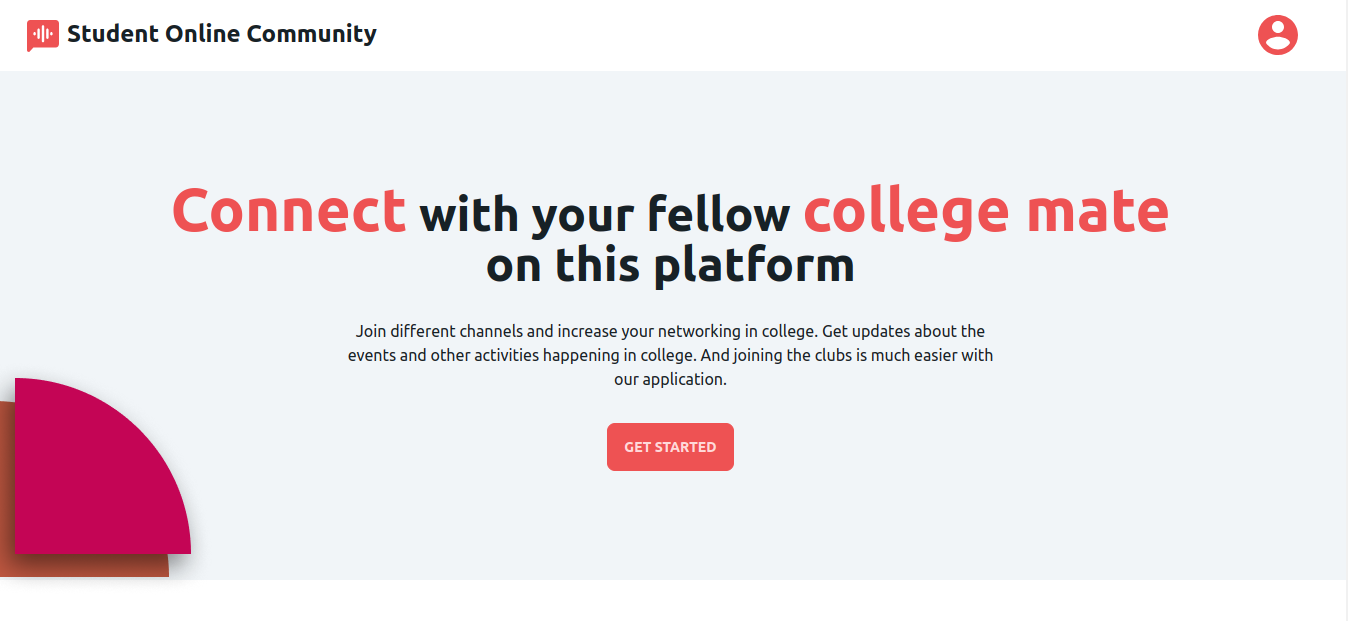 Student Online Community
Connect with your fellow college mate
on this platform
Join different channels and increase your networking in college. Get updates about the
events and other activities happening in college. And joining the clubs is much easier with
our application.
GET STARTED